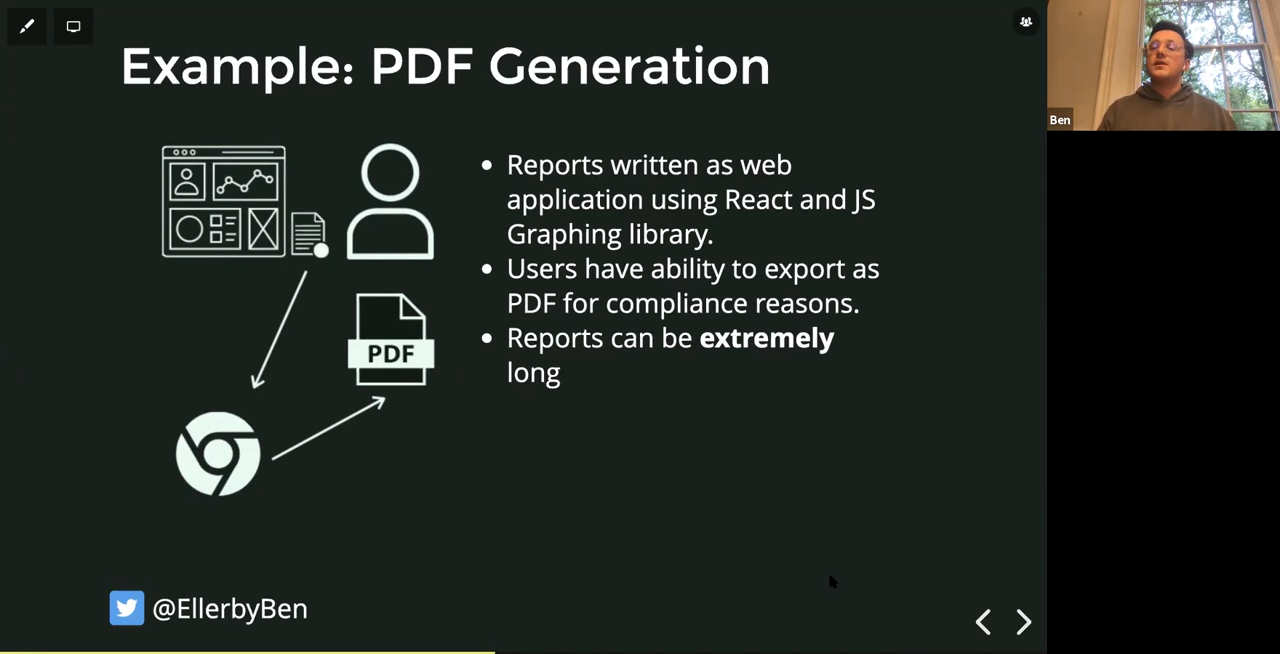 Example: PDF Generation
Ben
• Reports written as web
application using React and JS
Graphing library.
• Users have ability to export as
PDF for compliance reasons.
• Reports can be extremely
long
PDF
@EllerbyBen